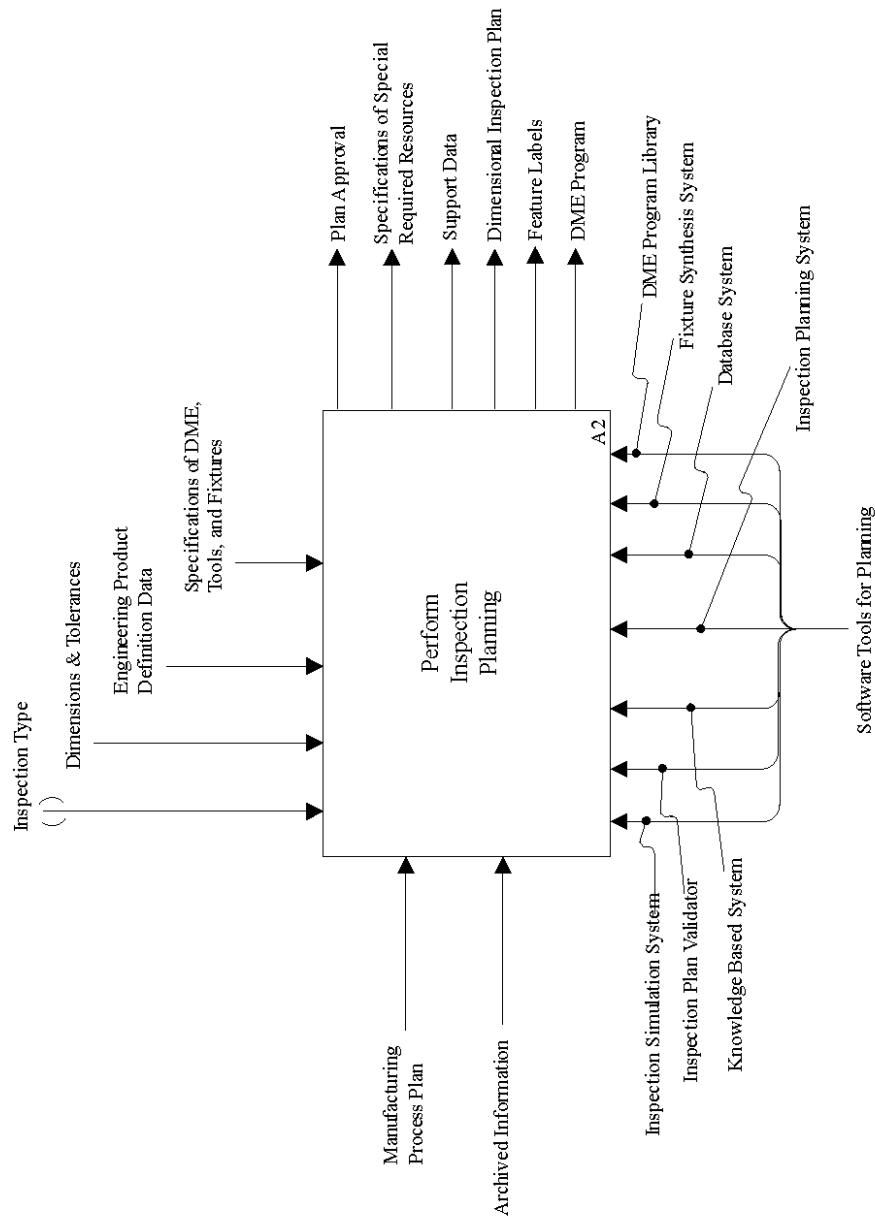 Inspection Type
Dimensions & Tolerances
Engineering Product
Definition Data
Specifications of DME,
Tools, and Fixtures
Manufacturing
Process Plan
Archived Information
Perform
Inspection
Planning
A2
Plan Approval
Specifications of Special
Required Resources
Support Data
Dimensional Inspection Plan
Feature Labels
DME Program
DME Program Library
Fixture Synthesis System
Database System
Inspection Planning System
Inspection Simulation System
Inspection Plan Validator
Knowledge Based System
Software Tools for Planning